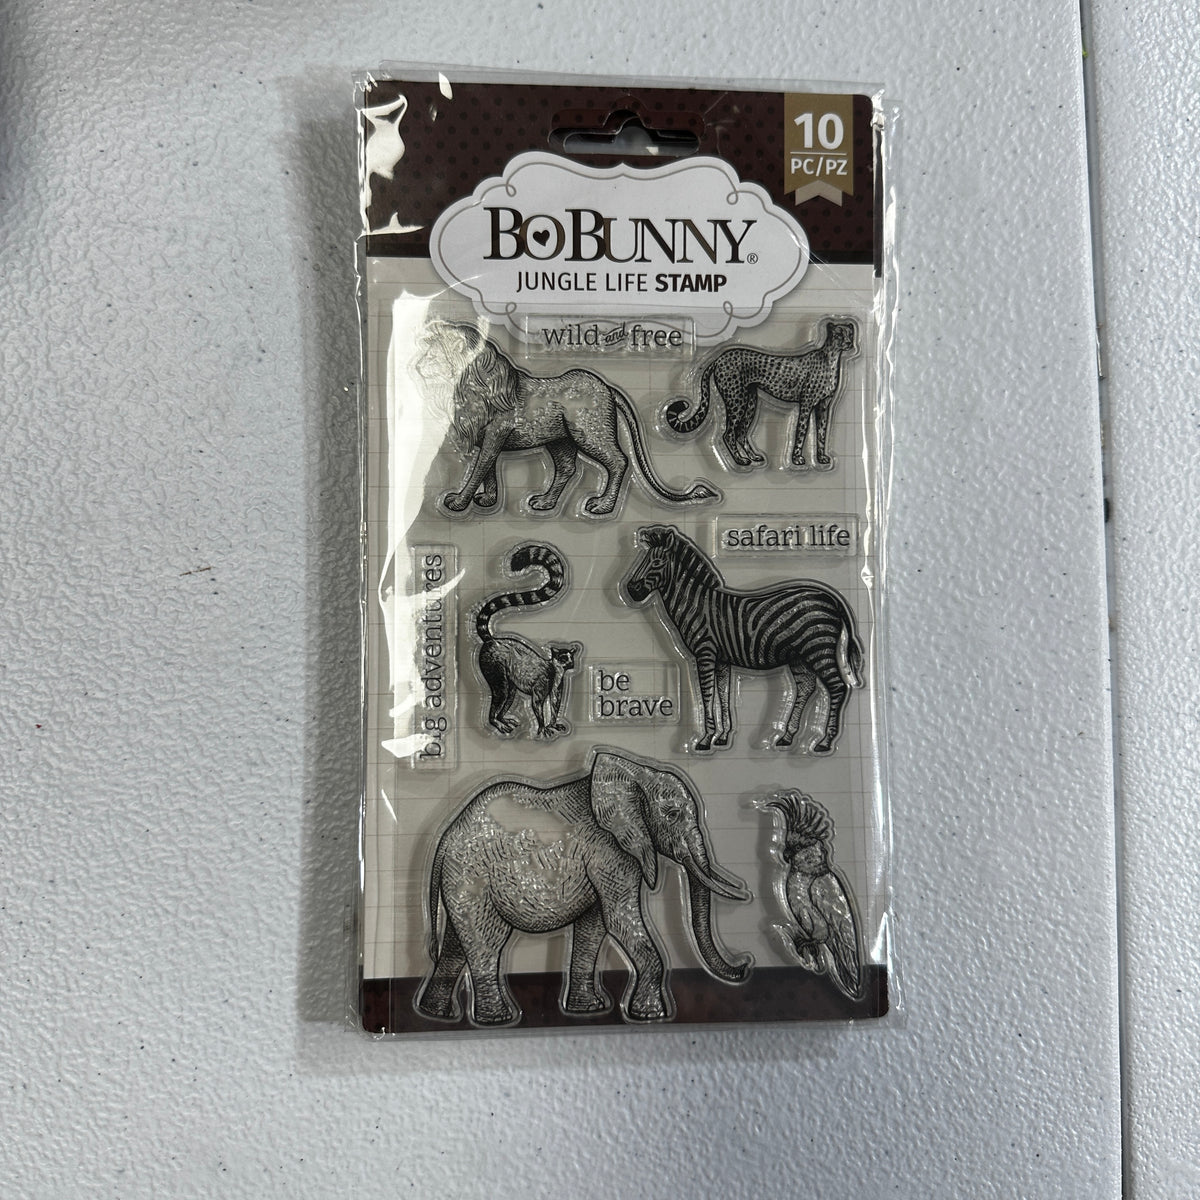 10
PC/PZ
BOBUNNY®
JUNGLE LIFE STAMP
wild and free
safari life
big adventures
be
brave